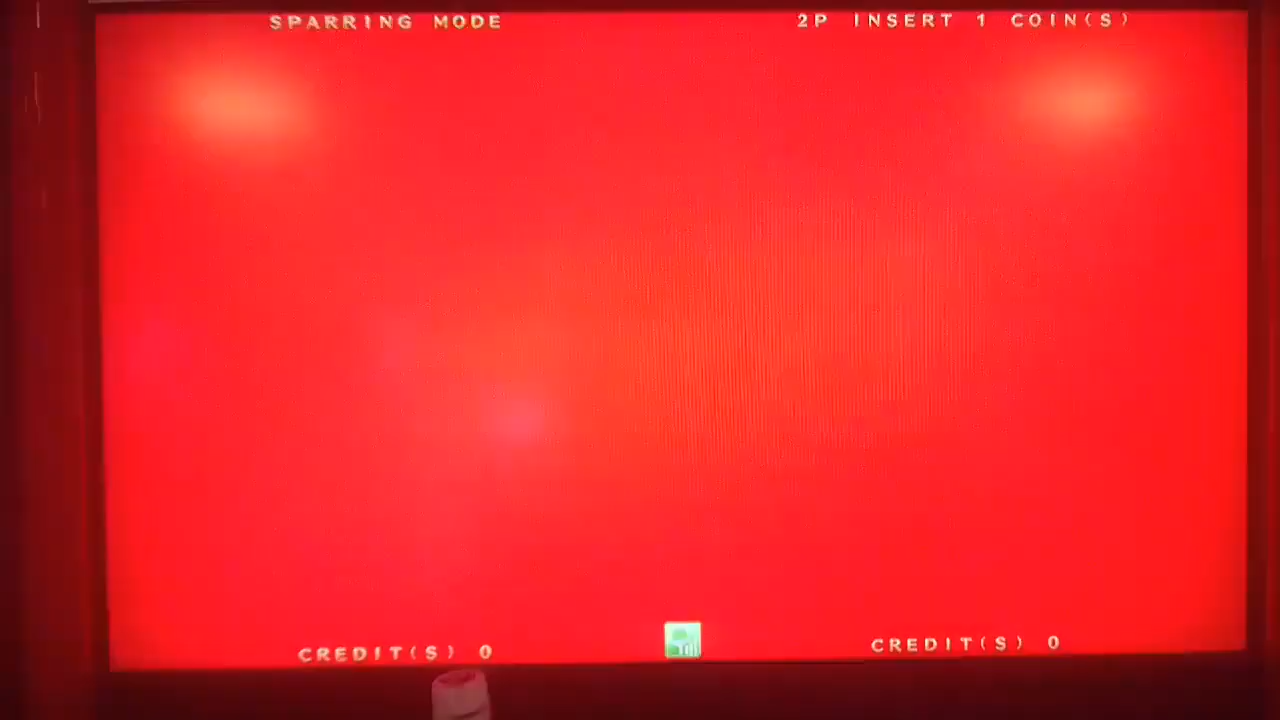 SPARRING MODE
2P INSERT 1 COIN(S)
CREDIT(S) 0
CREDIT(S) 0